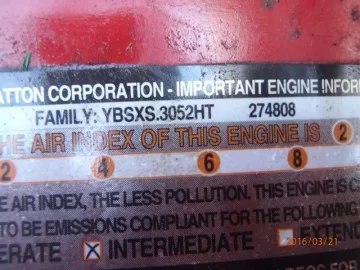 ATTON CORPORATION - IMPORTANT ENGINE INFOR
FAMILY: YBSXS.3052HT 274808
HE AIR INDEX OF THIS ENGINE IS 2
2 4 6 8
E AIR INDEX, THE LESS POLLUTION. THIS ENGINE IS C
TO BE EMISSIONS COMPLIANT FOR THE FOLLOWING
ERATE X INTERMEDIATE EXTEND
2016/03/21